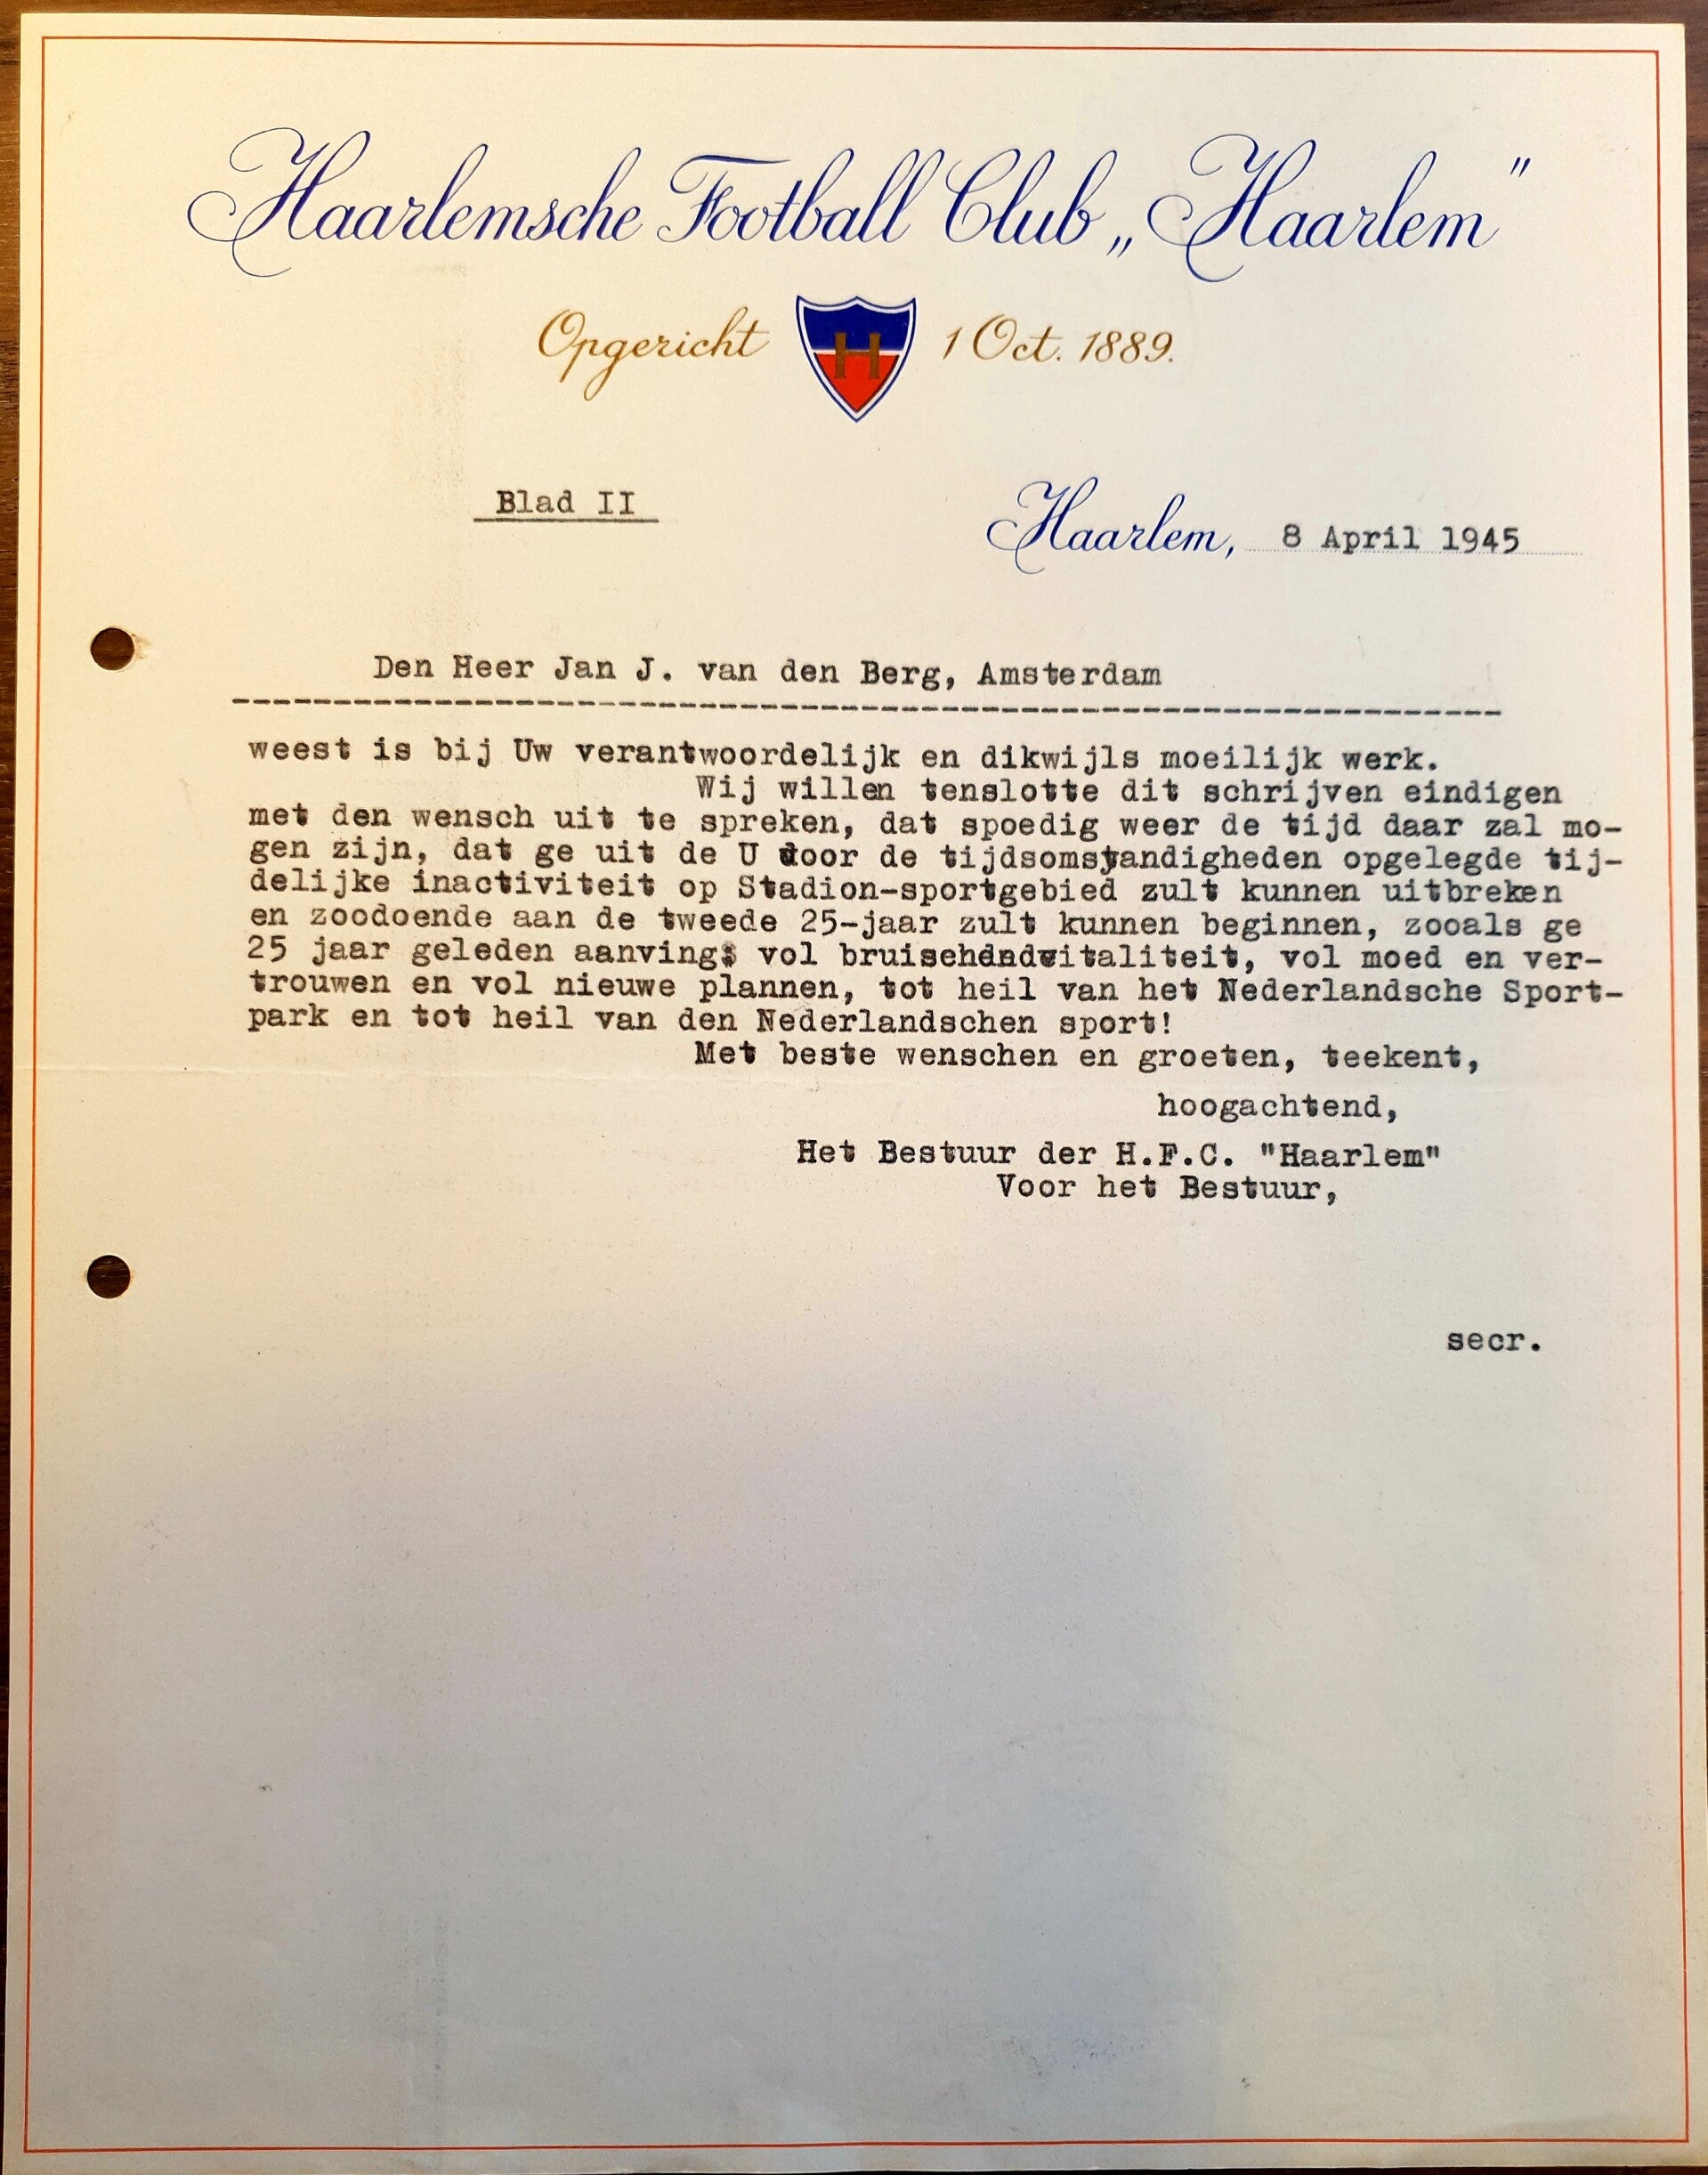 Haarlemsche Football Club „Haarlem"
Opgericht H 1 Oct. 1889.
Blad II
Haarlem, 8 April 1945
Den Heer Jan J. van den Berg, Amsterdam
weest is bij Uw verantwoordelijk en dikwijls moeilijk werk.
Wij willen tenslotte dit schrijven eindigen
met den wensch uit te spreken, dat spoedig weer de tijd daar zal mo-
gen zijn, dat ge uit de U door de tijdsomstandigheden opgelegde tij-
delijke inactiviteit op Stadion-sportgebied zult kunnen uitbreken
en zoodoende aan de tweede 25-jaar zult kunnen beginnen, zooals ge
25 jaar geleden aanving: vol vitaliteit, vol moed en ver-
trouwen en vol nieuwe plannen, tot heil van het Nederlandsche Sport-
park en tot heil van den Nederlandschen sport!
Met beste wenschen en groeten, teekent,
hoogachtend,
Het Bestuur der H.F.C. "Haarlem"
Voor het Bestuur,
secr.